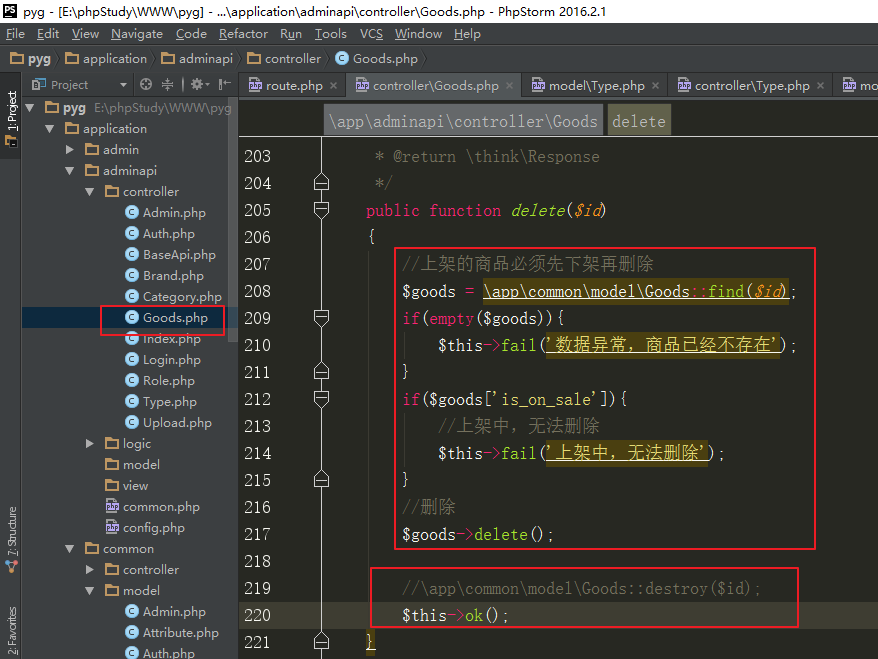 pyg - [E:\phpStudy\WWW\pyg] - ...\application\adminapi\controller\Goods.php - PhpStorm 2016.2.1
File Edit View Navigate Code Refactor Run Tools VCS Window Help
pyg application adminapi controller Goods.php
Project route.php controller\Goods.php model\Type.php controller\Type.php mo
1: Project
7: Structure
2: Favorites
pyg E:\phpStudy\WWW\pyg
application
admin
adminapi
controller
Admin.php
Auth.php
BaseApi.php
Brand.php
Category.php
Goods.php
Index.php
Login.php
Role.php
Type.php
Upload.php
logic
model
view
common.php
config.php
common
controller
model
Admin.php
Attribute.php
Auth.php
\app\adminapi\controller\Goods delete
203 * @return \think\Response
204 */
205 public function delete($id)
206 {
207 //上架的商品必须先下架再删除
208 $goods = \app\common\model\Goods::find($id);
209 if(empty($goods)){
210 $this->fail('数据异常，商品已经不存在');
211 }
212 if($goods['is_on_sale']){
213 //上架中，无法删除
214 $this->fail('上架中，无法删除');
215 }
216 //删除
217 $goods->delete();
218
219 //\app\common\model\Goods::destroy($id);
220 $this->ok();
221 }